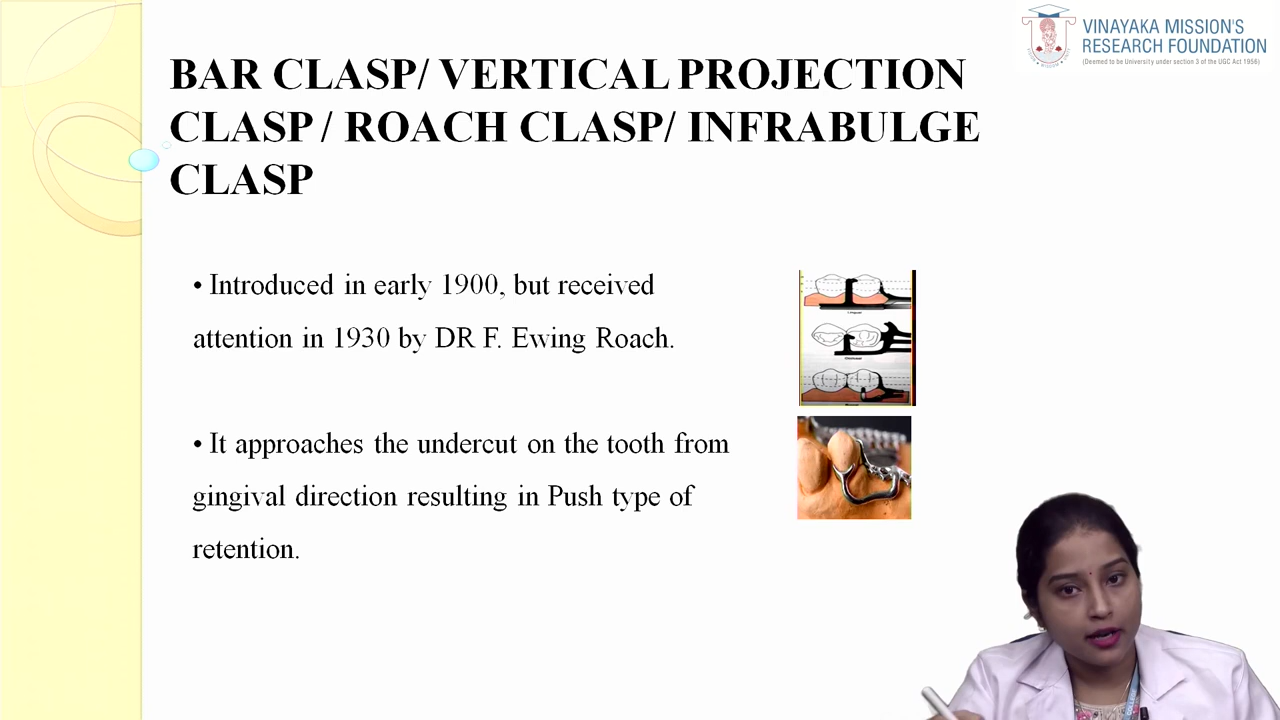 VINAYAKA MISSION'S
RESEARCH FOUNDATION
(Deemed to be University under section 3 of the UGC Act 1956)
BAR CLASP/ VERTICAL PROJECTION
CLASP / ROACH CLASP/ INFRABULGE
CLASP
• Introduced in early 1900, but received
attention in 1930 by DR F. Ewing Roach.
• It approaches the undercut on the tooth from
gingival direction resulting in Push type of
retention.